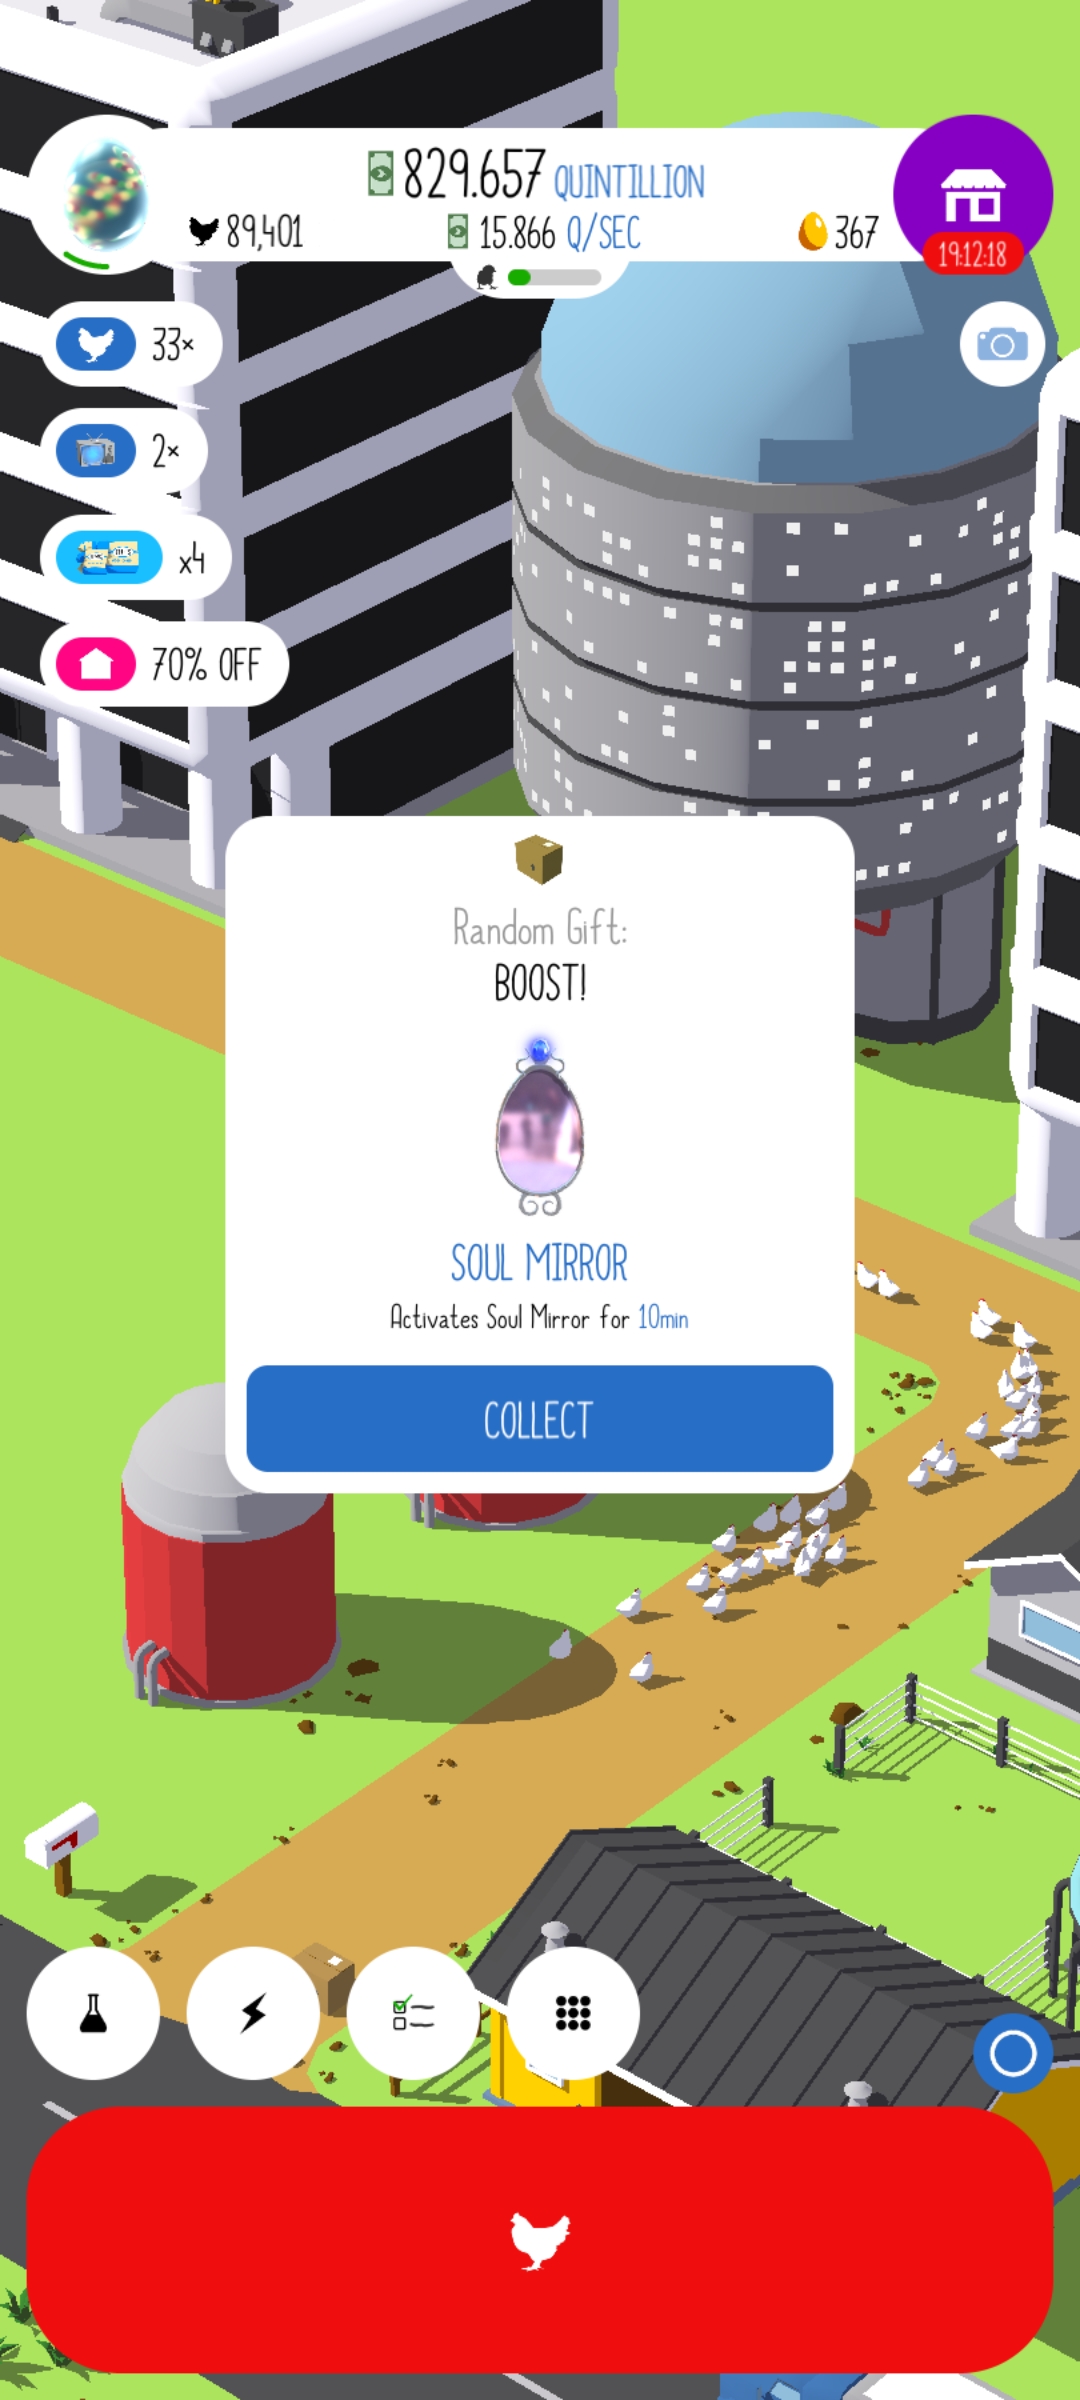 829.657 QUINTILLION
89,401
15.866 Q/SEC
367
19:12:18
33×
2×
x4
70% OFF
Random Gift:
BOOST!
SOUL MIRROR
Activates Soul Mirror for 10min
COLLECT